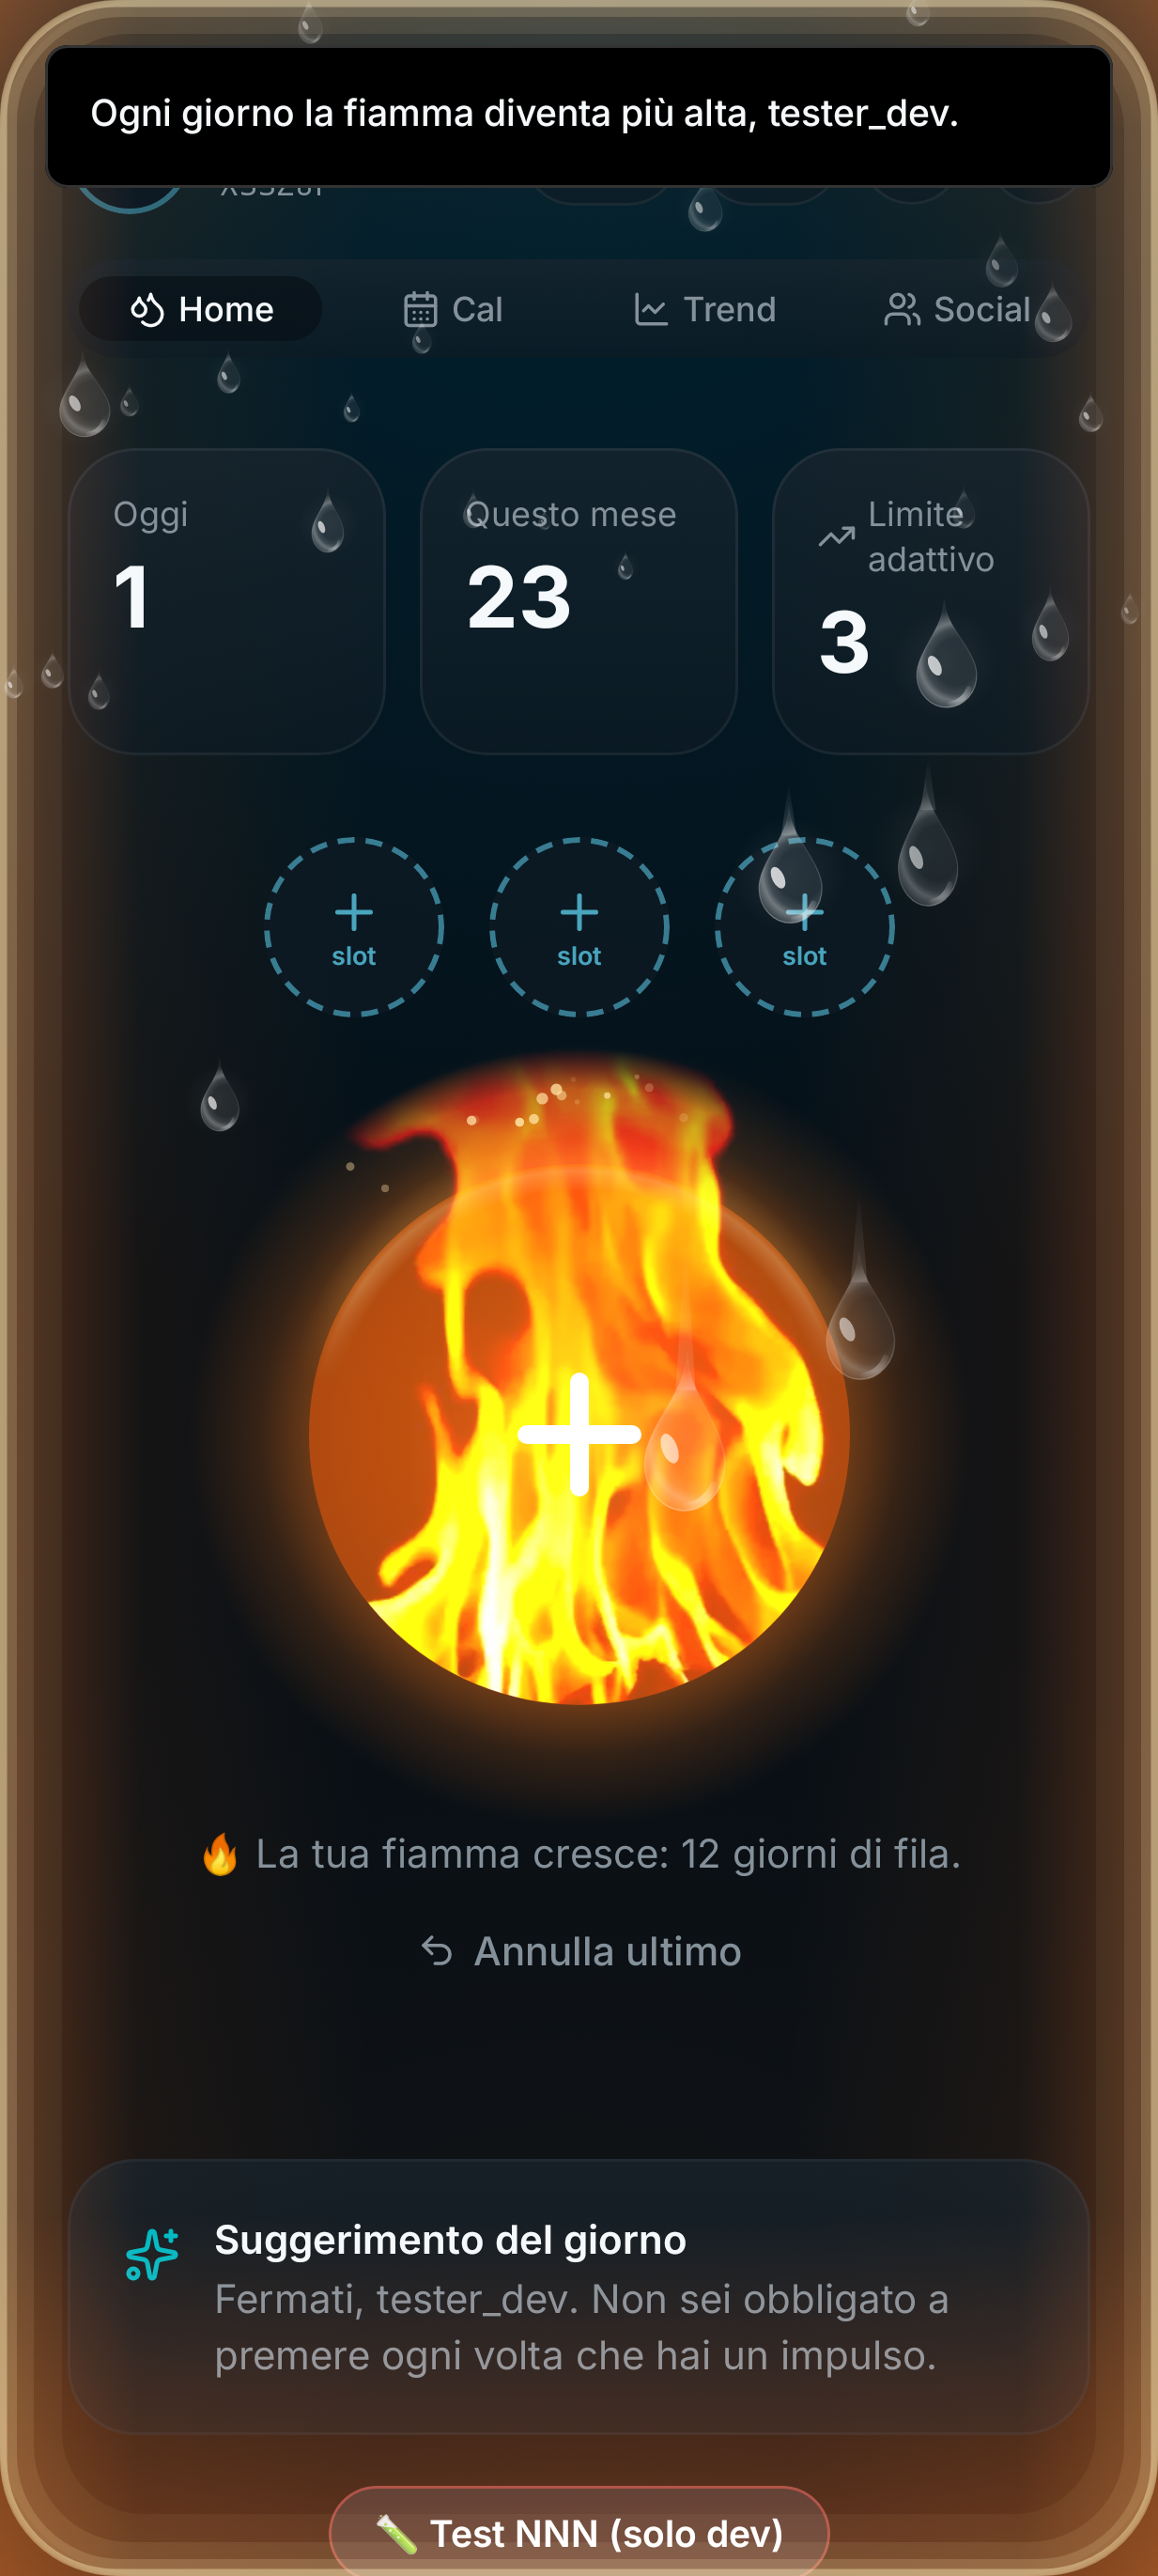 Ogni giorno la fiamma diventa più alta, tester_dev.
Home
Cal
Trend
Social
Oggi
1
Questo mese
23
Limite
adattivo
3
slot
slot
slot
La tua fiamma cresce: 12 giorni di fila.
Annulla ultimo
Suggerimento del giorno
Fermati, tester_dev. Non sei obbligato a
premere ogni volta che hai un impulso.
Test NNN (solo dev)